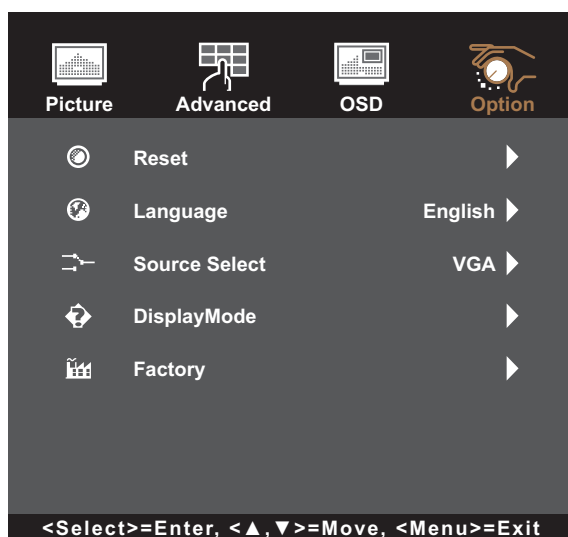 Picture Advanced OSD Option
Reset
Language English
Source Select VGA
DisplayMode
Factory
<Select>=Enter, <▲,▼>=Move, <Menu>=Exit